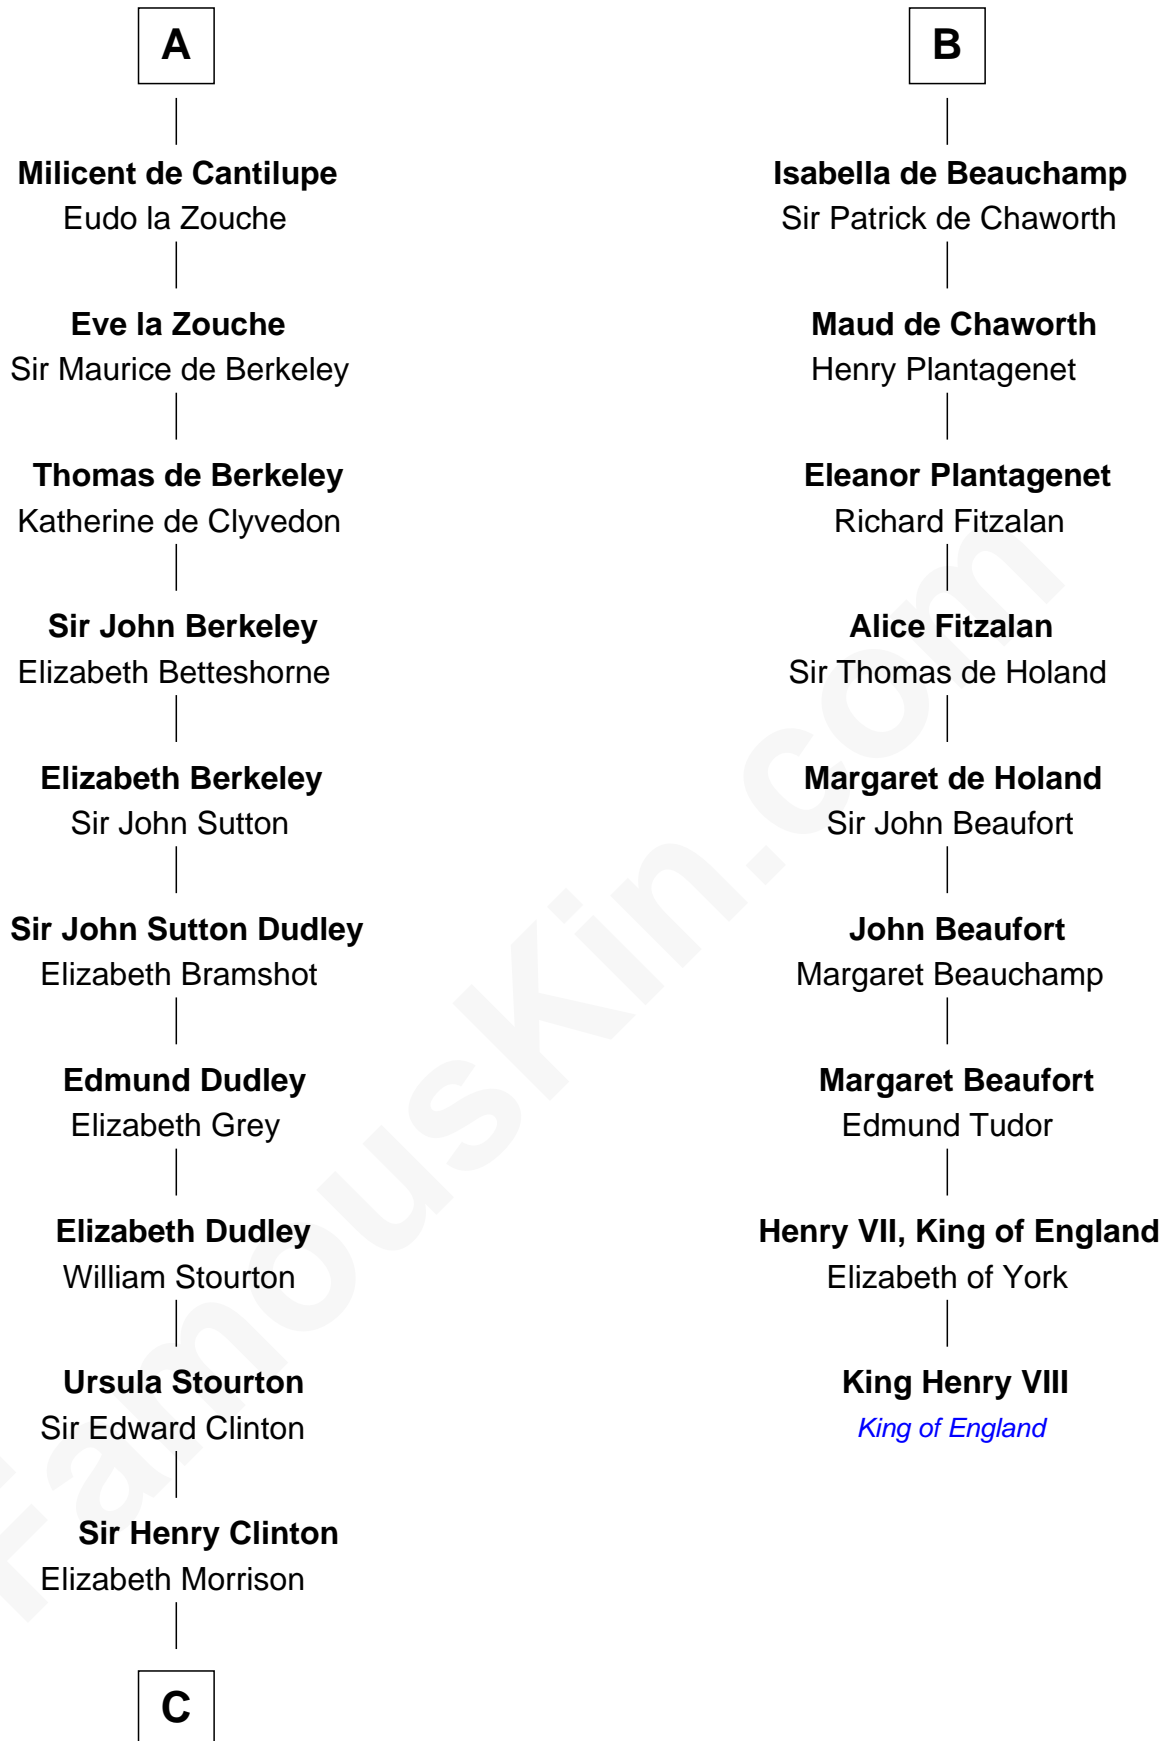 A
Milicent de Cantilupe
Eudo la Zouche
Eve la Zouche
Sir Maurice de Berkeley
Thomas de Berkeley
Katherine de Clyvedon
Sir John Berkeley
Elizabeth Betteshorne
Elizabeth Berkeley
Sir John Sutton
Sir John Sutton Dudley
Elizabeth Bramshot
Edmund Dudley
Elizabeth Grey
Elizabeth Dudley
William Stourton
Ursula Stourton
Sir Edward Clinton
Sir Henry Clinton
Elizabeth Morrison
C
B
Isabella de Beauchamp
Sir Patrick de Chaworth
Maud de Chaworth
Henry Plantagenet
Eleanor Plantagenet
Richard Fitzalan
Alice Fitzalan
Sir Thomas de Holand
Margaret de Holand
Sir John Beaufort
John Beaufort
Margaret Beauchamp
Margaret Beaufort
Edmund Tudor
Henry VII, King of England
Elizabeth of York
King Henry VIII
King of England
FamousKin.com